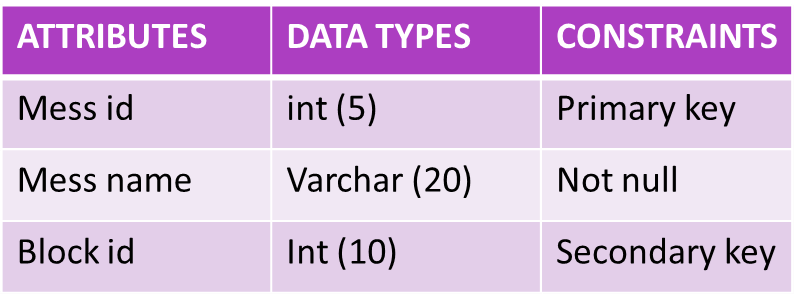 ATTRIBUTES DATA TYPES CONSTRAINTS
Mess id int (5) Primary key
Mess name Varchar (20) Not null
Block id Int (10) Secondary key